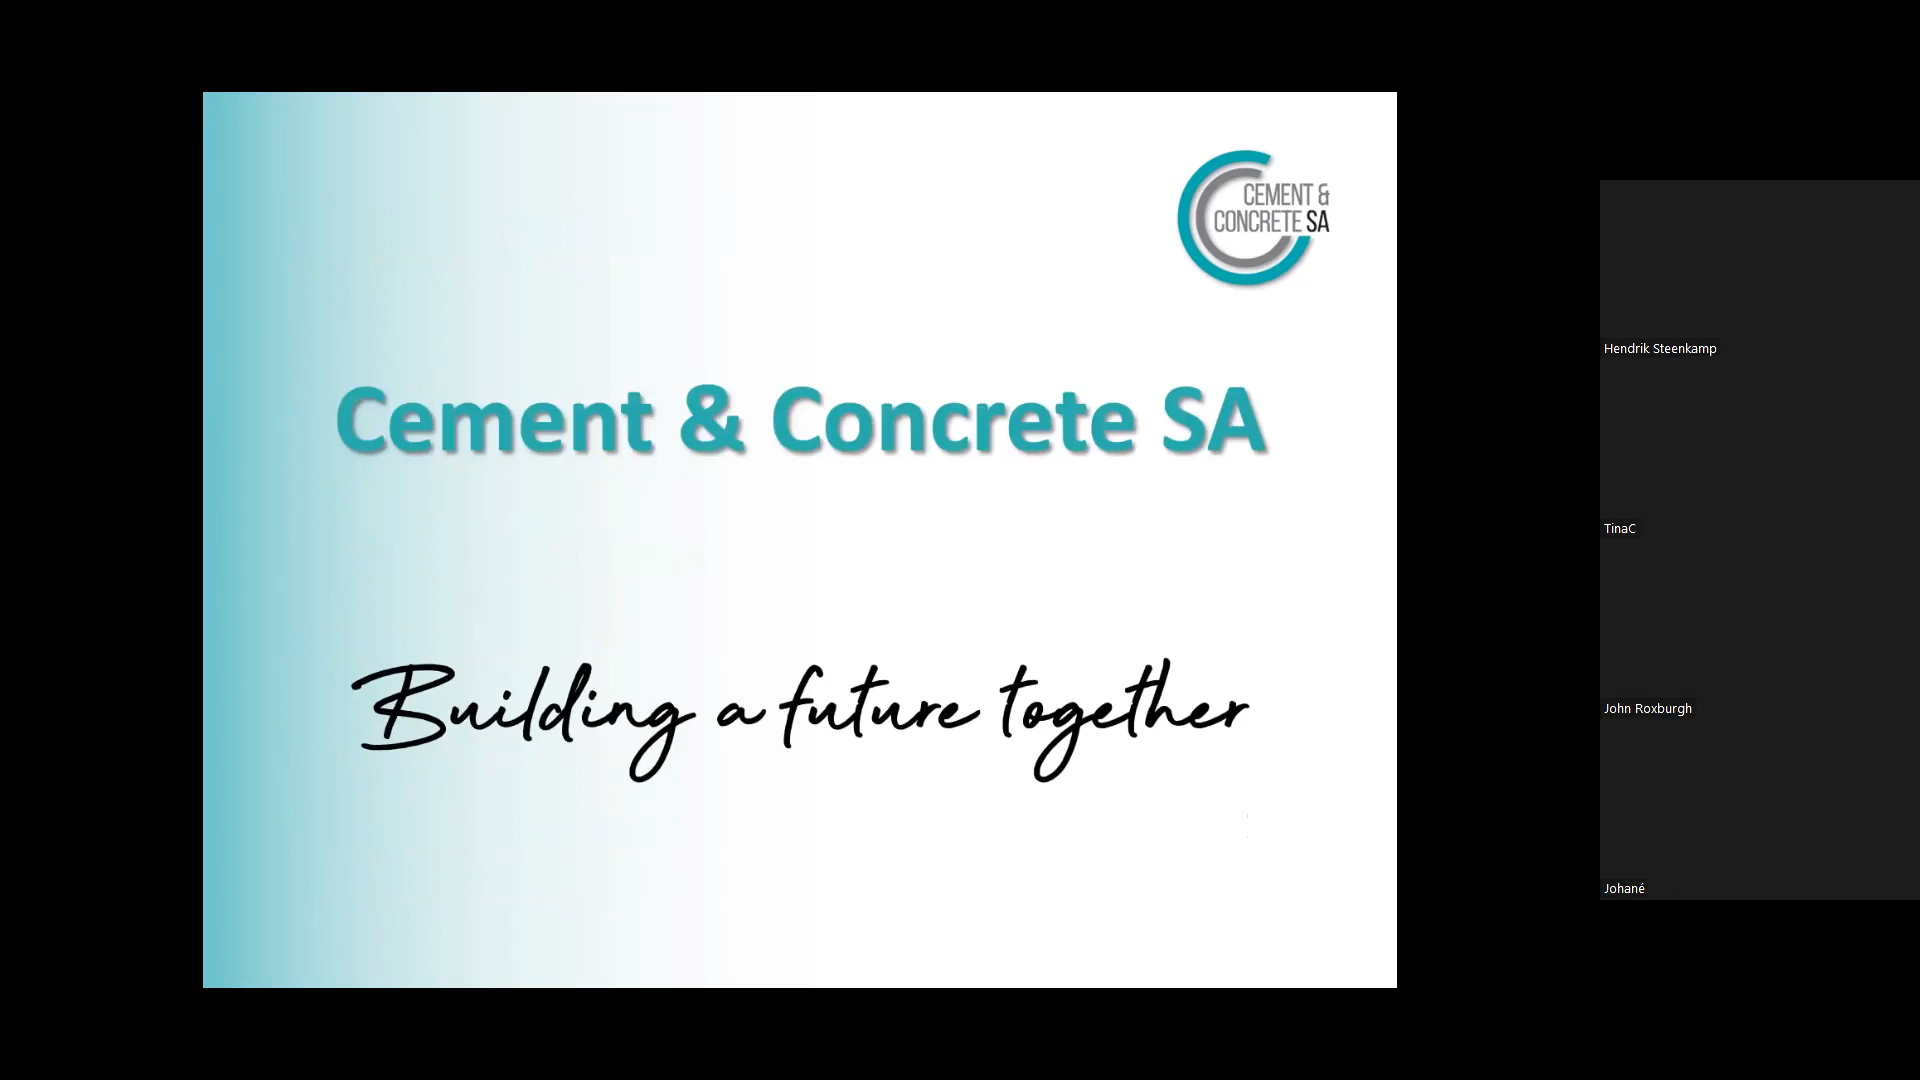 CEMENT &
CONCRETE SA
Cement & Concrete SA
Building a future together
Hendrik Steenkamp
TinaC
John Roxburgh
Johané